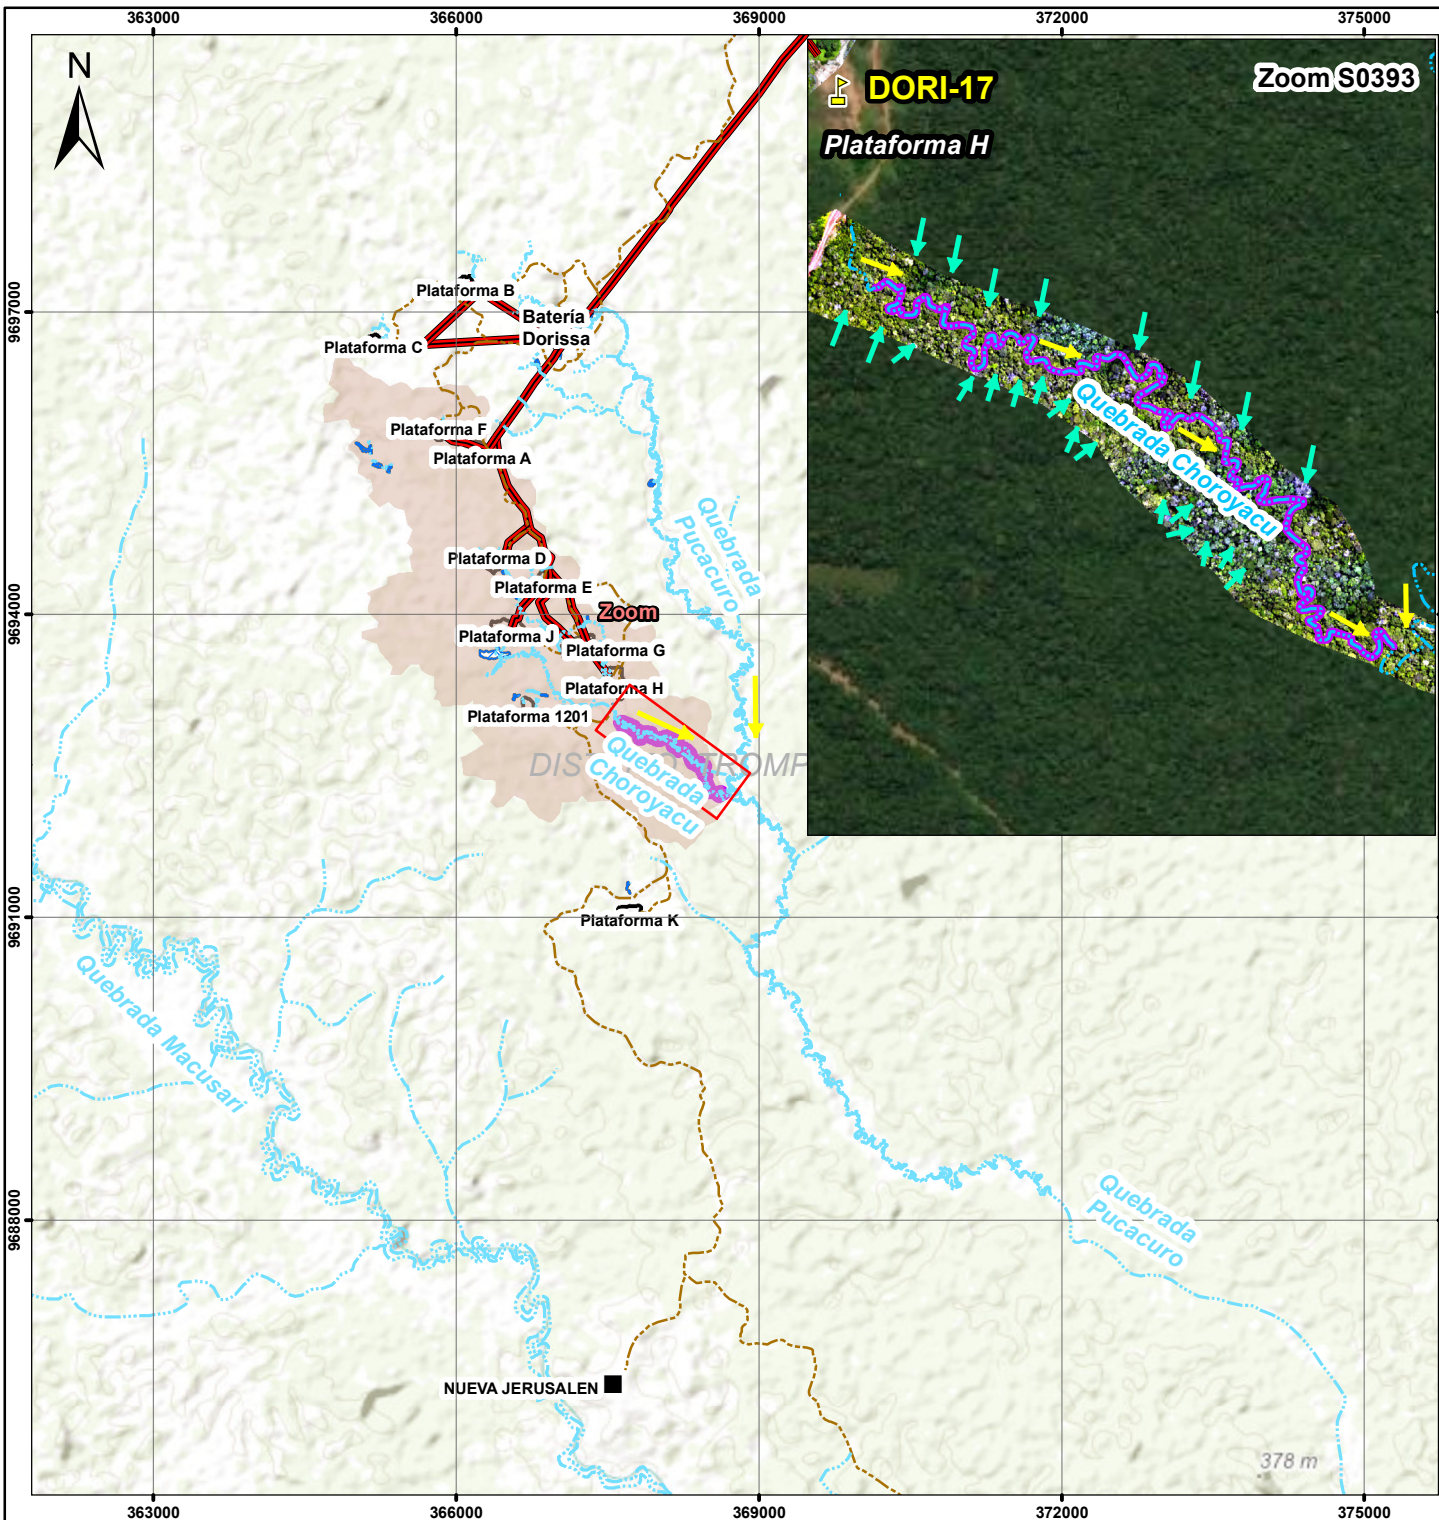 363000
366000
369000
372000
375000
N
DORI-17
Zoom S0393
Plataforma H
Quebrada Choroyacu
9697000
9694000
9691000
9688000
Plataforma B
Batería
Dorissa
Plataforma C
Plataforma F
Plataforma A
Quebrada
Pucacuro
Plataforma D
Plataforma E
Zoom
Plataforma J
Plataforma G
Plataforma H
Plataforma 1201
Quebrada
Choroyacu
Plataforma K
Quebrada Macusari
Quebrada
Pucacuro
NUEVA JERUSALEN
378 m
363000
366000
369000
372000
375000